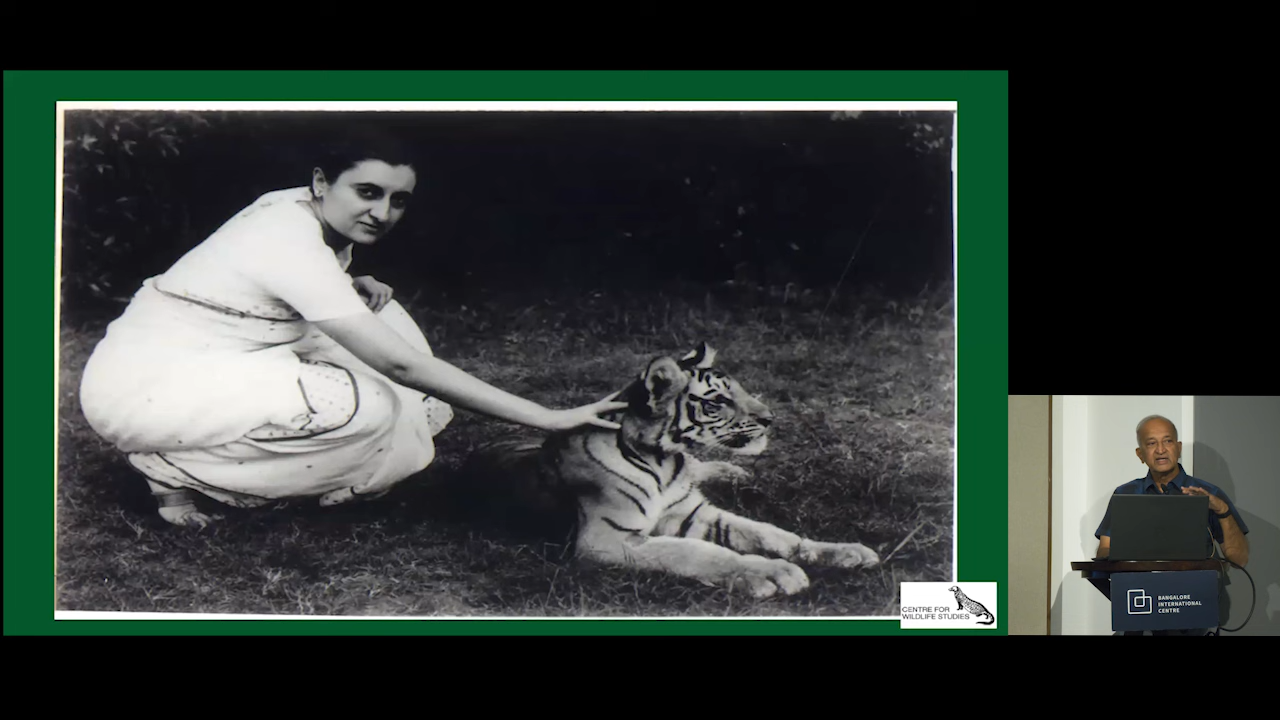 CENTRE FOR
WILDLIFE STUDIES
BANGALORE
INTERNATIONAL
CENTRE